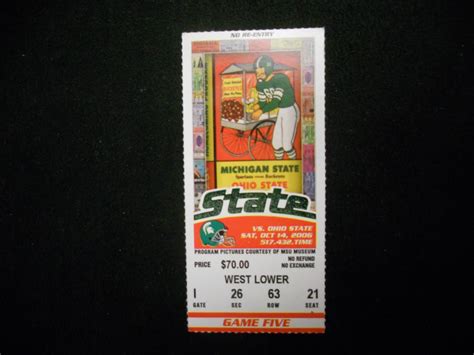 NO RE-ENTRY
MICHIGAN STATE
Spartans versus Buckeyes
OHIO STATE
State
VS. OHIO STATE
SAT, OCT 14, 2006
517.432.TIME
PROGRAM PICTURES COURTESY OF MSU MUSEUM
PRICE $70.00 NO REFUND
NO EXCHANGE
WEST LOWER
I 26 63 21
GATE SEC ROW SEAT
GAME FIVE